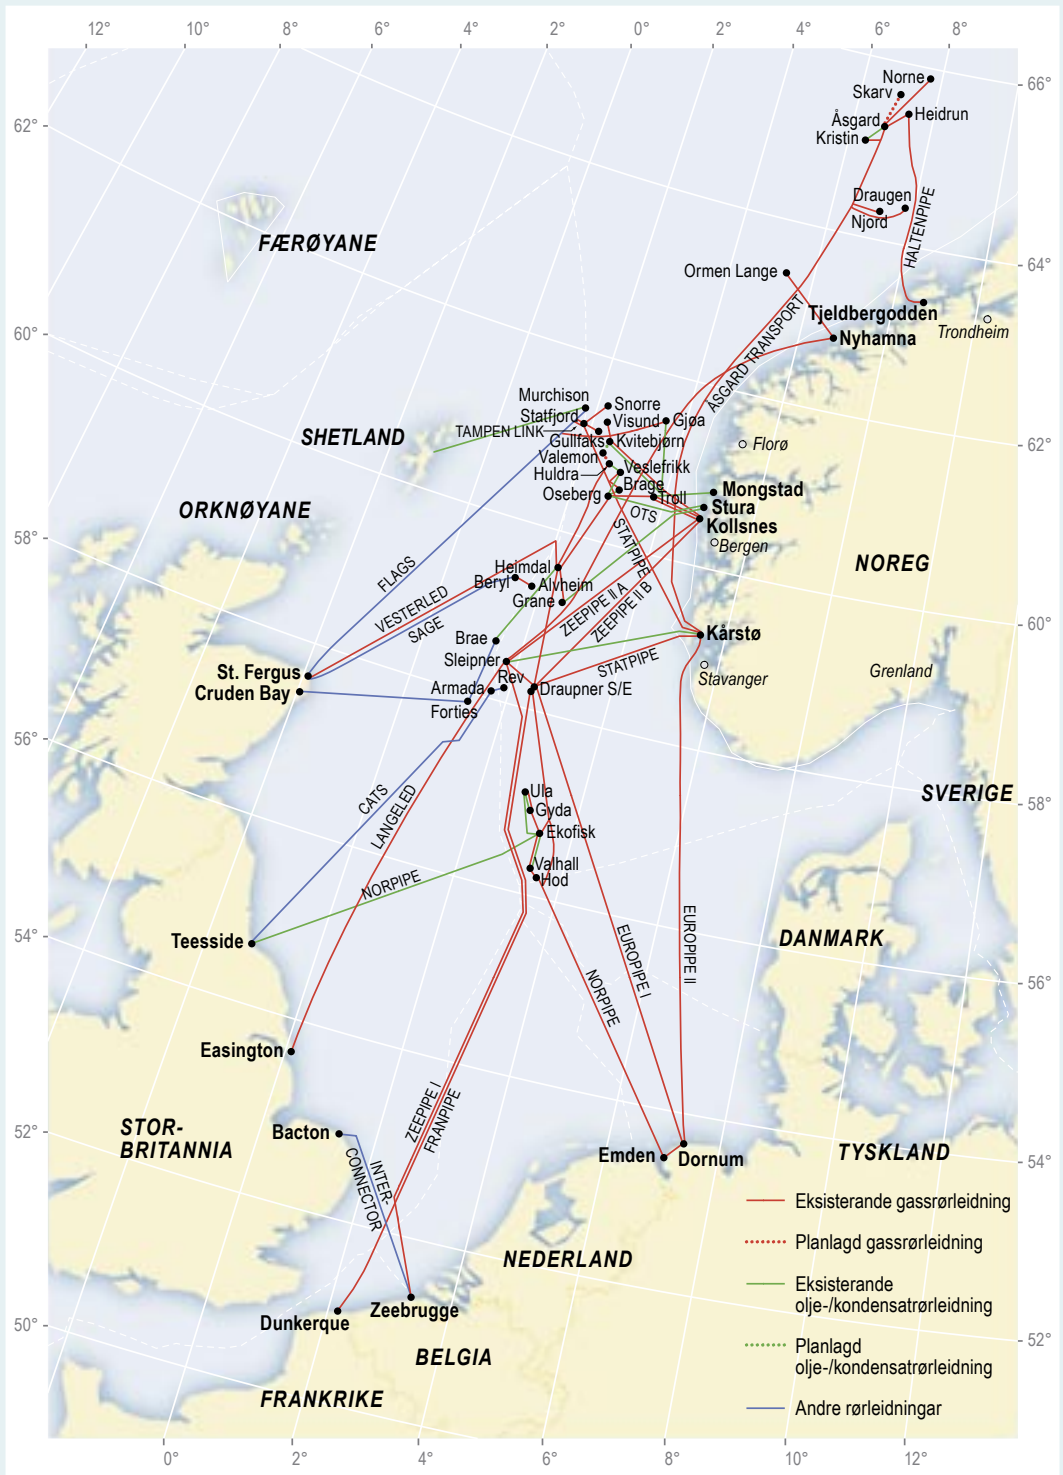 12°
10°
8°
6°
4°
2°
0°
2°
4°
6°
8°
66°
62°
64°
60°
62°
58°
60°
56°
58°
54°
56°
52°
54°
50°
52°
0°
2°
4°
6°
8°
10°
12°
Norne
Skarv
Åsgard
Heidrun
Kristin
Draugen
Njord
HALTENPIPE
FÆRØYANE
Ormen Lange
Tjeldbergodden
Trondheim
Nyhamna
ÅSGARD TRANSPORT
Murchison
Snorre
Statfjord
Visund
Gjøa
TAMPEN LINK
Gullfaks
Kvitebjørn
SHETLAND
Florø
Valemon
Huldra
Veslefrikk
Brage
Oseberg
Troll
Mongstad
Stura
OTS
Kollsnes
Bergen
ORKNØYANE
STATPIPE
NOREG
FLAGS
Heimdal
Beryl
Alvheim
Grane
VESTERLED
SAGE
ZEEPIPE II A
ZEEPIPE II B
Brae
Kårstø
Sleipner
STATPIPE
Stavanger
Grenland
St. Fergus
Cruden Bay
Rev
Armada
Draupner S/E
Forties
SVERIGE
CATS
LANGELED
Ula
Gyda
Ekofisk
Valhall
Hod
NORPIPE
Teesside
EUROPIPE I
EUROPIPE II
DANMARK
NORPIPE
Easington
ZEEPIPE I
FRANPIPE
STOR-
BRITANNIA
Bacton
INTER-
CONNECTOR
Emden
Dornum
TYSKLAND
NEDERLAND
Zeebrugge
Dunkerque
BELGIA
FRANKRIKE
Eksisterande gassrørleidning
Planlagd gassrørleidning
Eksisterande
olje-/kondensatrørleidning
Planlagd
olje-/kondensatrørleidning
Andre rørleidningar